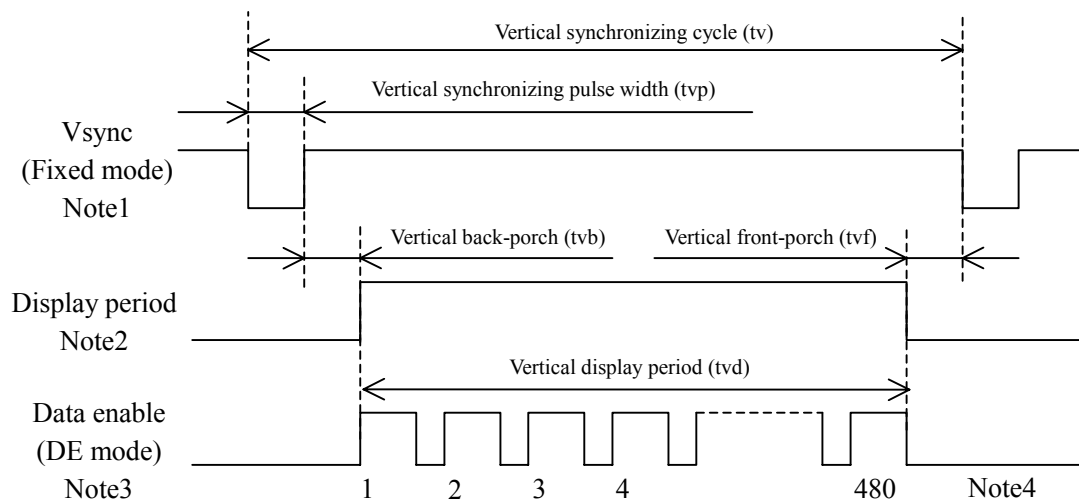 Vertical synchronizing cycle (tv)
Vertical synchronizing pulse width (tvp)
Vsync
(Fixed mode)
Note1
Vertical back-porch (tvb)
Vertical front-porch (tvf)
Display period
Note2
Vertical display period (tvd)
Data enable
(DE mode)
Note3
1 2 3 4 480 Note4